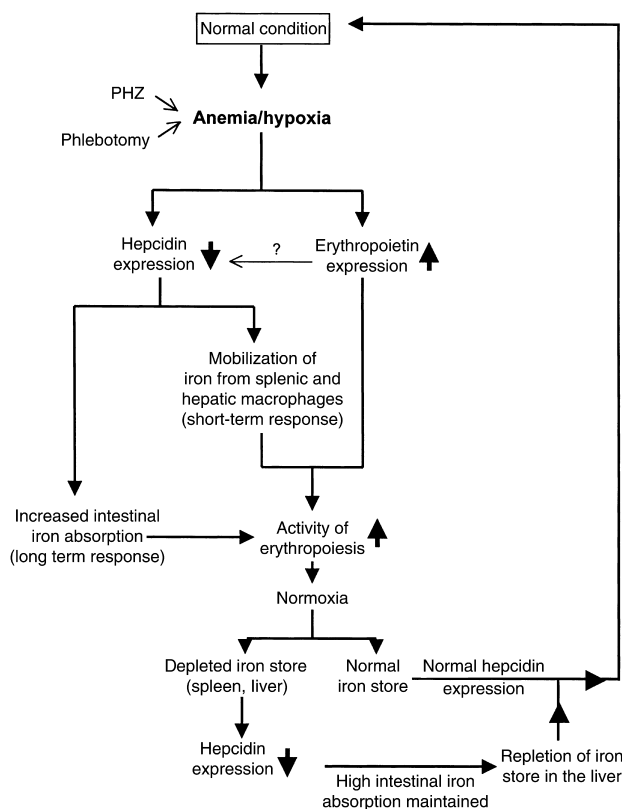 Normal condition
PHZ
Phlebotomy
Anemia/hypoxia
Hepcidin
expression
?
Erythropoietin
expression
Mobilization of
iron from splenic and
hepatic macrophages
(short-term response)
Increased intestinal
iron absorption
(long term response)
Activity of
erythropoiesis
Normoxia
Depleted iron store
(spleen, liver)
Normal
iron store
Normal hepcidin
expression
Hepcidin
expression
High intestinal iron
absorption maintained
Repletion of iron
store in the liver